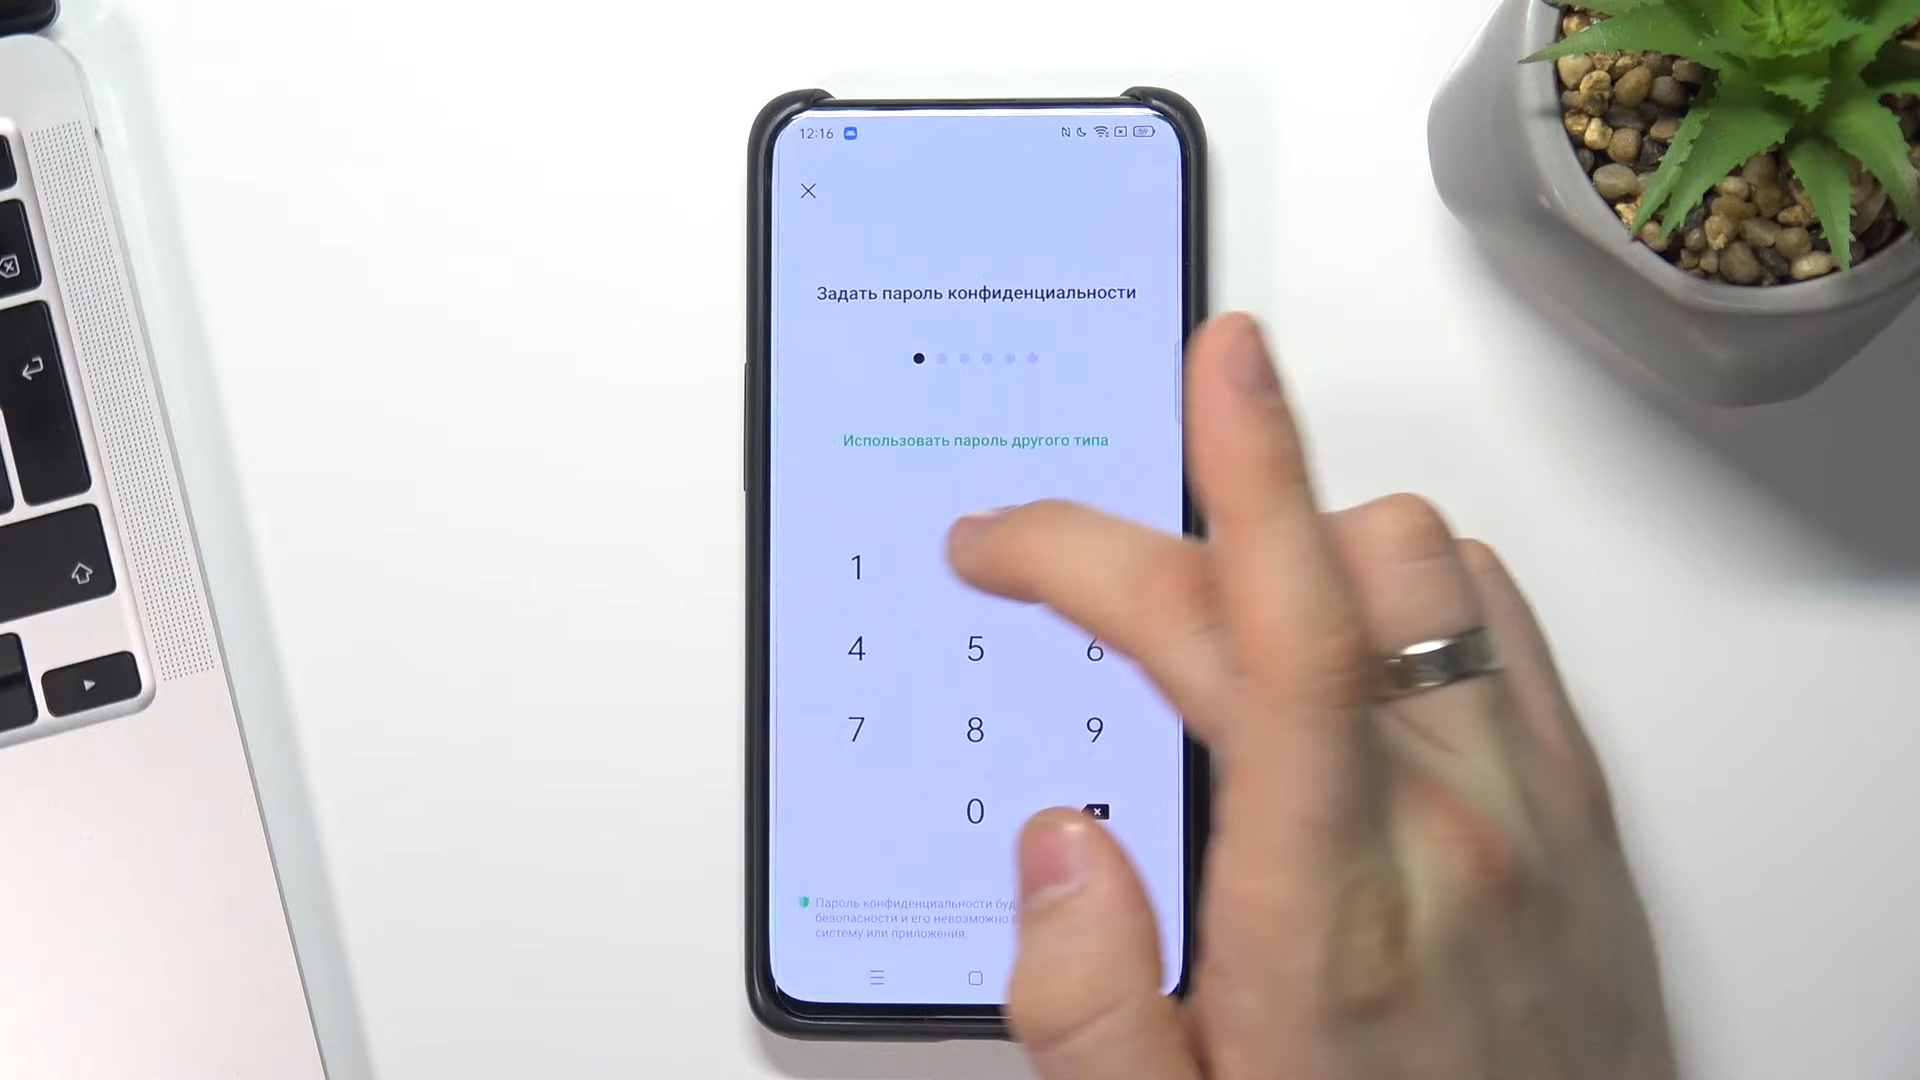 12:16
59
Задать пароль конфиденциальности
Использовать пароль другого типа
1
4 5 6
7 8 9
0
Пароль конфиденциальности
безопасности и его невозможно
систему или приложения.